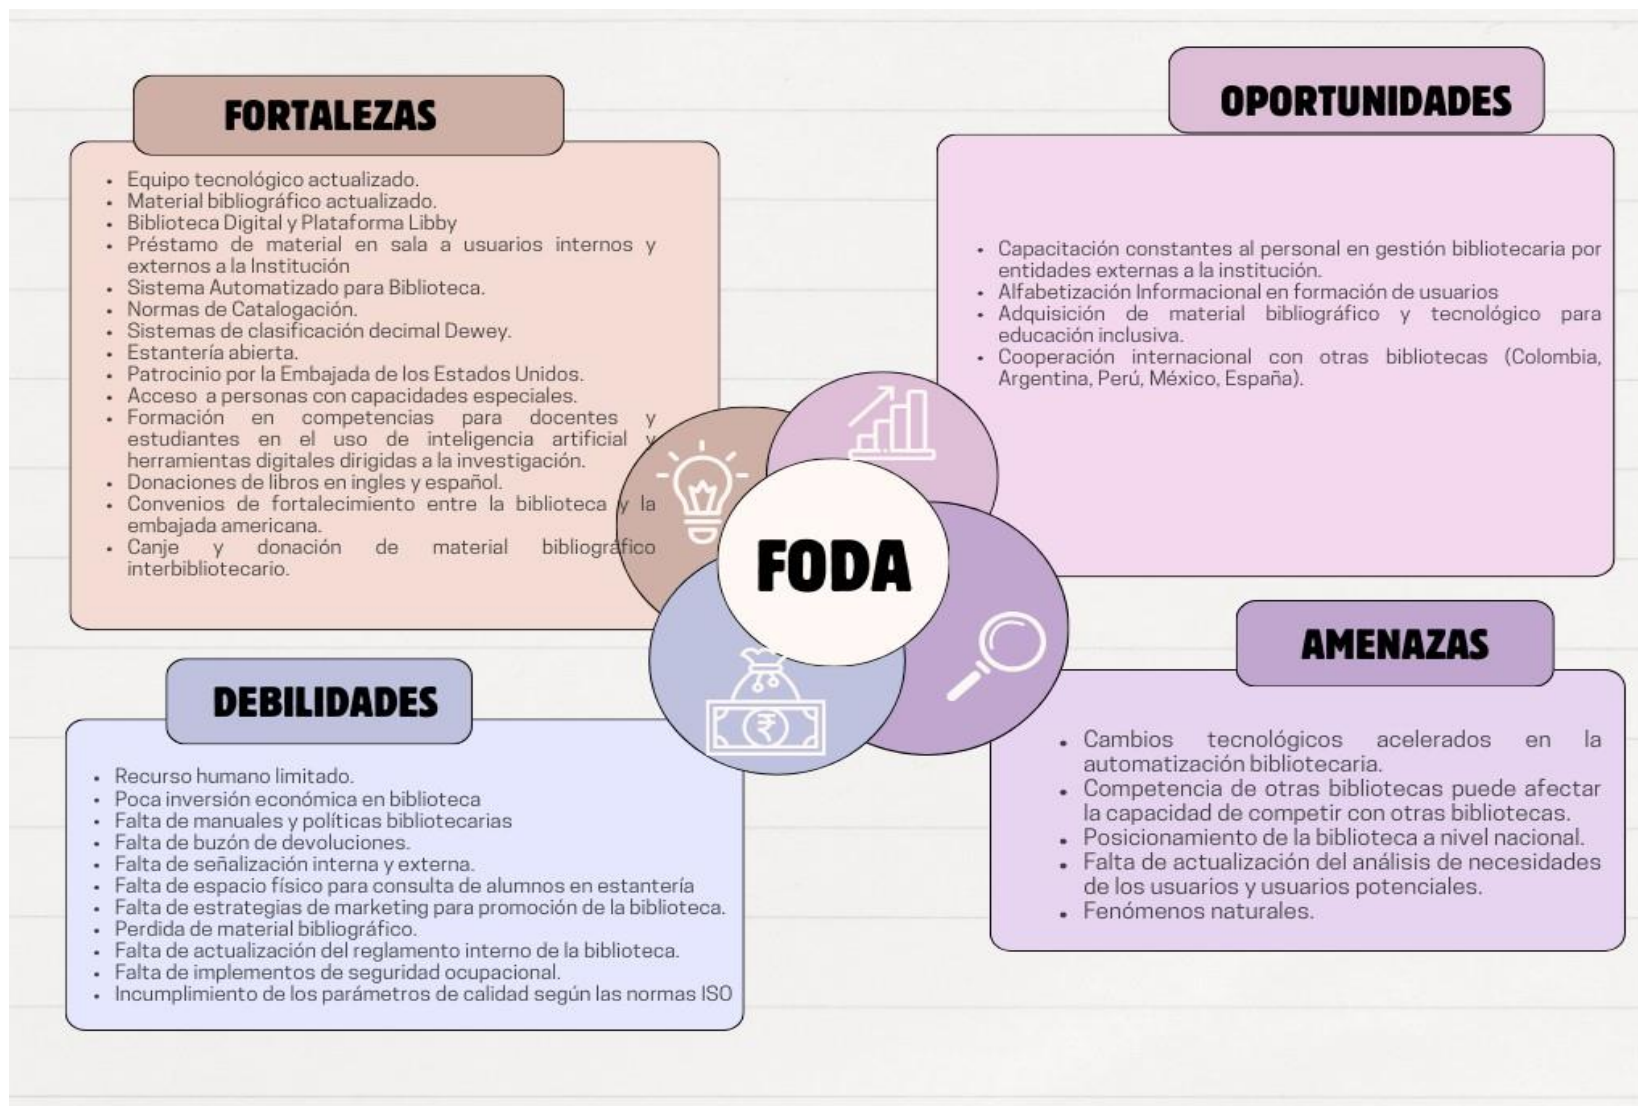 FORTALEZAS
• Equipo tecnológico actualizado.
• Material bibliográfico actualizado.
• Biblioteca Digital y Plataforma Libby
• Préstamo de material en sala a usuarios internos y
externos a la Institución
• Sistema Automatizado para Biblioteca.
• Normas de Catalogación.
• Sistemas de clasificación decimal Dewey.
• Estantería abierta.
• Patrocinio por la Embajada de los Estados Unidos.
• Acceso a personas con capacidades especiales.
• Formación en competencias para docentes y
estudiantes en el uso de inteligencia artificial y
herramientas digitales dirigidas a la investigación.
• Donaciones de libros en ingles y español.
• Convenios de fortalecimiento entre la biblioteca y la
embajada americana.
• Canje y donación de material bibliográfico
interbibliotecario.
OPORTUNIDADES
• Capacitación constantes al personal en gestión bibliotecaria por
entidades externas a la institución.
• Alfabetización Informacional en formación de usuarios
• Adquisición de material bibliográfico y tecnológico para
educación inclusiva.
• Cooperación internacional con otras bibliotecas (Colombia,
Argentina, Perú, México, España).
FODA
₹
DEBILIDADES
• Recurso humano limitado.
• Poca inversión económica en biblioteca
• Falta de manuales y políticas bibliotecarias
• Falta de buzón de devoluciones.
• Falta de señalización interna y externa.
• Falta de espacio físico para consulta de alumnos en estantería
• Falta de estrategias de marketing para promoción de la biblioteca.
• Perdida de material bibliográfico.
• Falta de actualización del reglamento interno de la biblioteca.
• Falta de implementos de seguridad ocupacional.
• Incumplimiento de los parámetros de calidad según las normas ISO
AMENAZAS
• Cambios tecnológicos acelerados en la
automatización bibliotecaria.
• Competencia de otras bibliotecas puede afectar
la capacidad de competir con otras bibliotecas.
• Posicionamiento de la biblioteca a nivel nacional.
• Falta de actualización del análisis de necesidades
de los usuarios y usuarios potenciales.
• Fenómenos naturales.